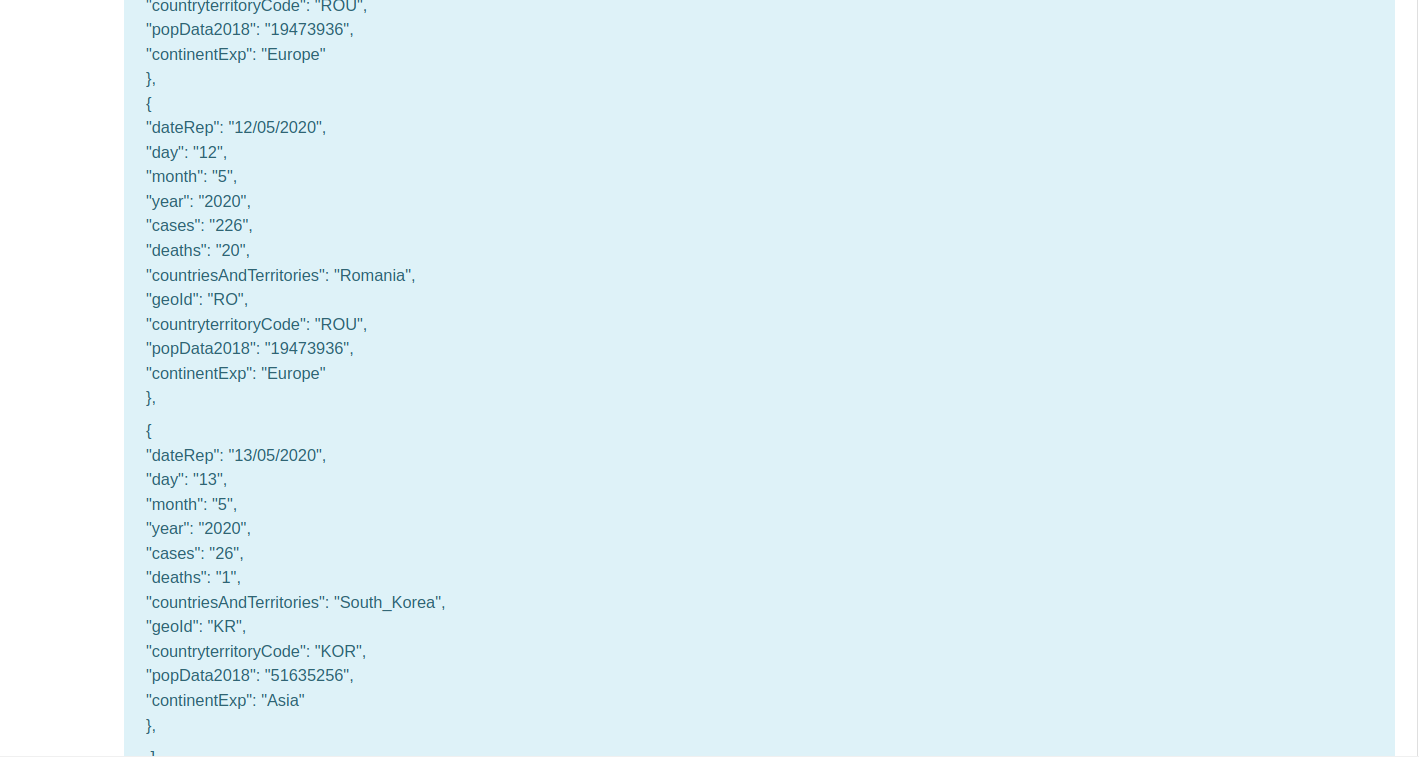 "countryterritoryCode": "ROU",
"popData2018": "19473936",
"continentExp": "Europe"
},
{
"dateRep": "12/05/2020",
"day": "12",
"month": "5",
"year": "2020",
"cases": "226",
"deaths": "20",
"countriesAndTerritories": "Romania",
"geoId": "RO",
"countryterritoryCode": "ROU",
"popData2018": "19473936",
"continentExp": "Europe"
},
{
"dateRep": "13/05/2020",
"day": "13",
"month": "5",
"year": "2020",
"cases": "26",
"deaths": "1",
"countriesAndTerritories": "South_Korea",
"geoId": "KR",
"countryterritoryCode": "KOR",
"popData2018": "51635256",
"continentExp": "Asia"
},